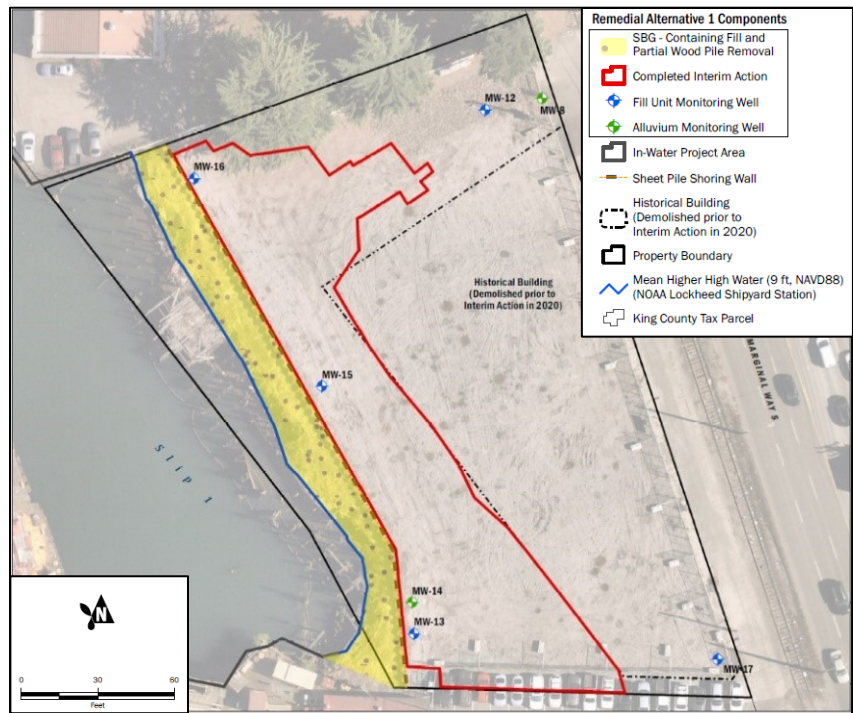 Remedial Alternative 1 Components
SBG - Containing Fill and
Partial Wood Pile Removal
Completed Interim Action
Fill Unit Monitoring Well
Alluvium Monitoring Well
In-Water Project Area
Sheet Pile Shoring Wall
Historical Building
(Demolished prior to
Interim Action in 2020)
Property Boundary
Mean Higher High Water (9 ft, NAVD88)
(NOAA Lockheed Shipyard Station)
King County Tax Parcel
MW-12
MW-8
MW-16
Historical Building
(Demolished prior to
Interim Action in 2020)
MARGINAL WAY S
MW-15
Slip 1
MW-14
MW-13
MW-17
N
0 30 60
Feet